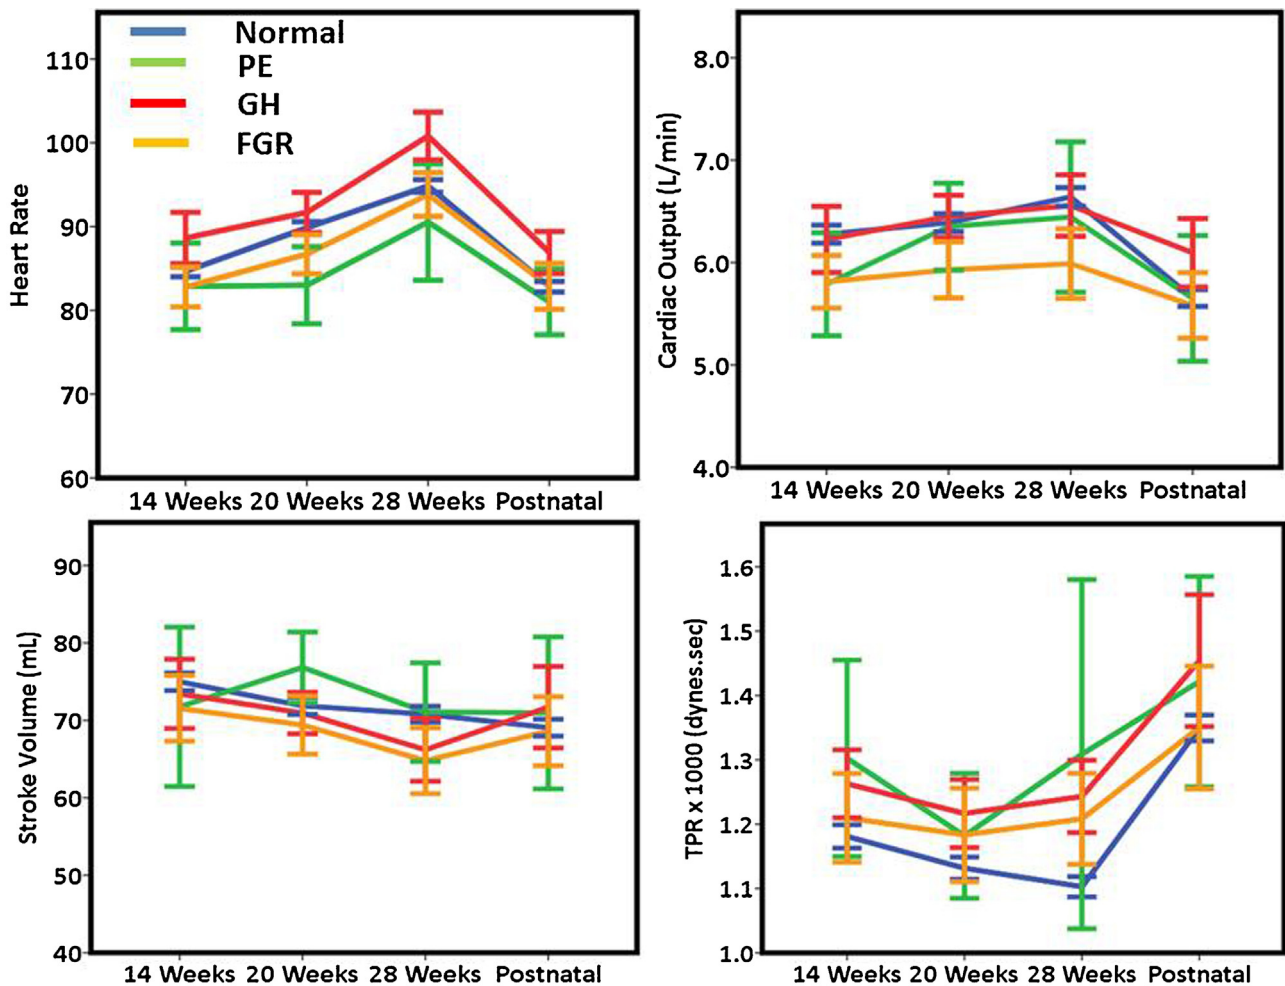 Heart Rate
110
100
90
80
70
60
Normal
PE
GH
FGR
14 Weeks 20 Weeks 28 Weeks Postnatal
Cardiac Output (L/min)
8.0
7.0
6.0
5.0
4.0
14 Weeks 20 Weeks 28 Weeks Postnatal
Stroke Volume (mL)
90
80
70
60
50
40
14 Weeks 20 Weeks 28 Weeks Postnatal
TPR x 1000 (dynes.sec)
1.6
1.5
1.4
1.3
1.2
1.1
1.0
14 Weeks 20 Weeks 28 Weeks Postnatal